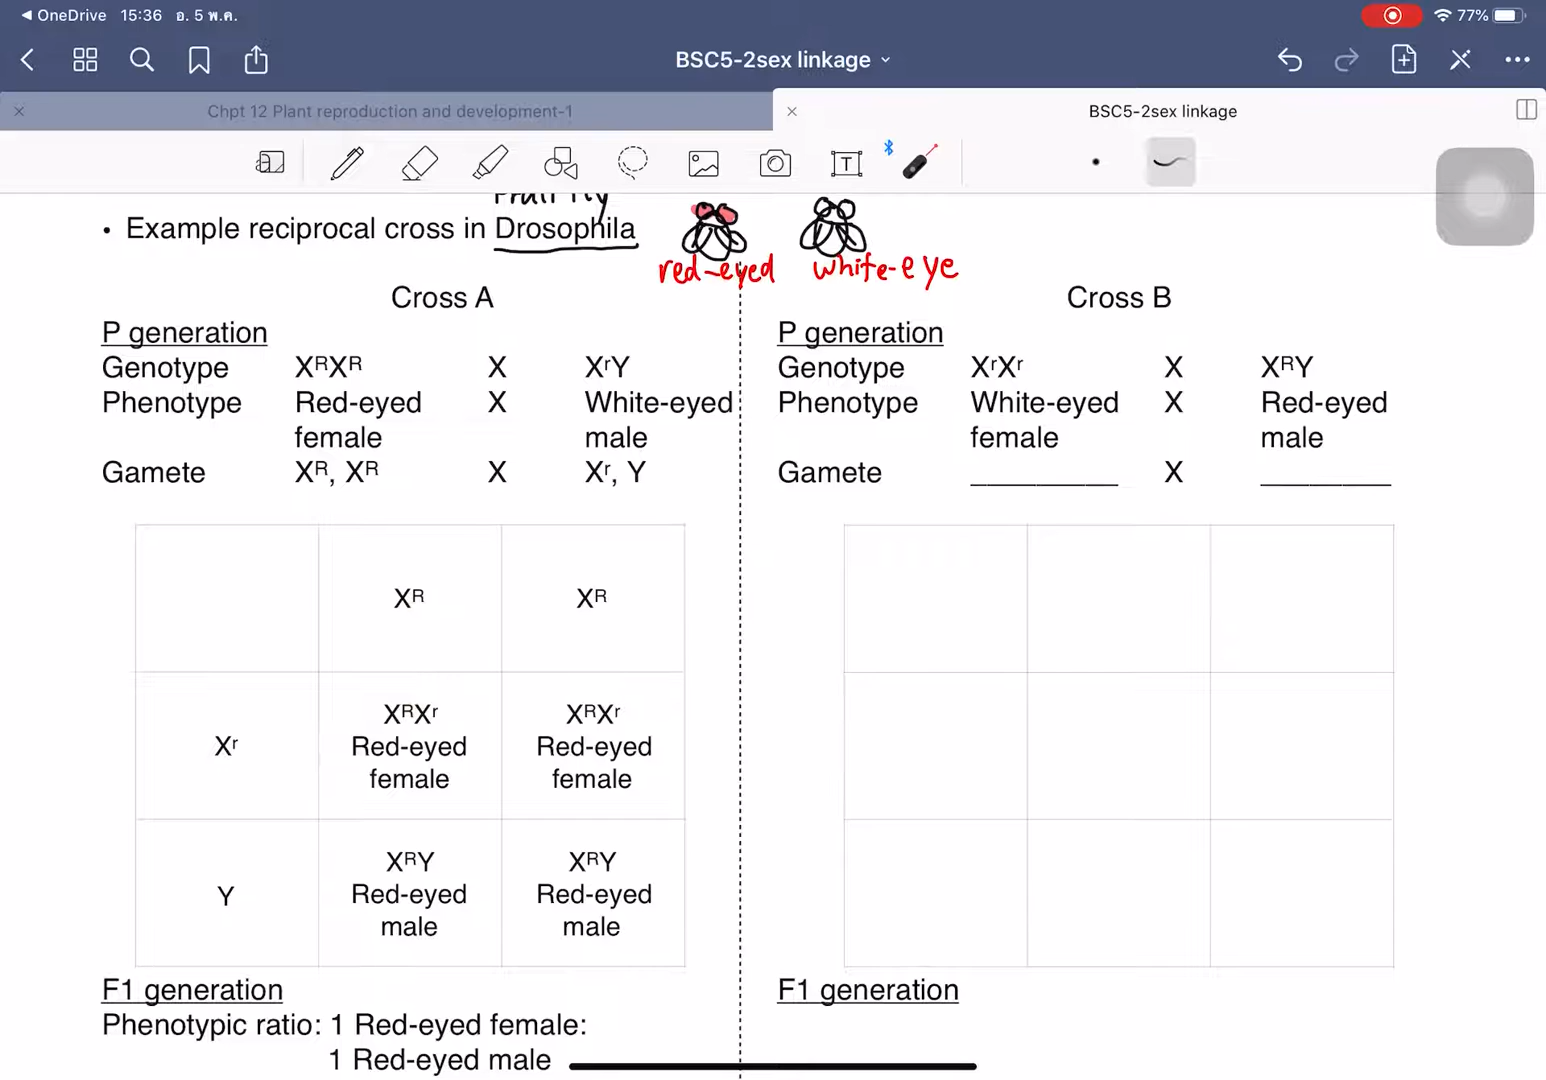 OneDrive 15:36 อ. 5 พ.ค. 77%
BSC5-2sex linkage
Chpt 12 Plant reproduction and development-1
BSC5-2sex linkage
T
• Example reciprocal cross in Drosophila
red-eyed white-eye
Cross A
P generation
Genotype XᴿXᴿ X XʳY
Phenotype Red-eyed female X White-eyed male
Gamete Xᴿ, Xᴿ X Xʳ, Y
Xᴿ Xᴿ
Xʳ XᴿXʳ Red-eyed female XᴿXʳ Red-eyed female
Y XᴿY Red-eyed male XᴿY Red-eyed male
F1 generation
Phenotypic ratio: 1 Red-eyed female:
1 Red-eyed male
Cross B
P generation
Genotype XʳXʳ X XᴿY
Phenotype White-eyed female X Red-eyed male
Gamete _________ X ________
F1 generation